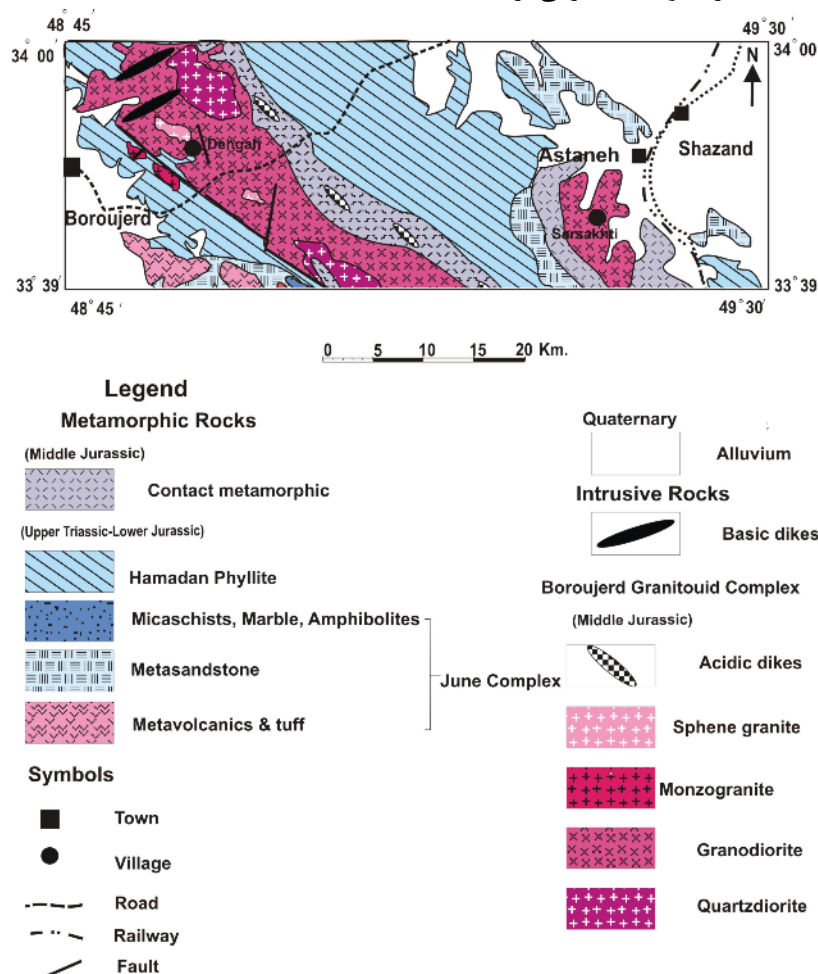 48° 45′
49° 30′
34° 00′
34° 00′
N
Dehgah
Astaneh
Shazand
Boroujerd
Sarsakhti
33° 39′
33° 39
48° 45′
49° 30′
0 5 10 15 20 Km.
Legend
Metamorphic Rocks
(Middle Jurassic)
Contact metamorphic
(Upper Triassic-Lower Jurassic)
Hamadan Phyllite
Micaschists, Marble, Amphibolites
Metasandstone
June Complex
Metavolcanics & tuff
Symbols
Town
Village
Road
Railway
Fault
Quaternary
Alluvium
Intrusive Rocks
Basic dikes
Boroujerd Granitouid Complex
(Middle Jurassic)
Acidic dikes
Sphene granite
Monzogranite
Granodiorite
Quartzdiorite